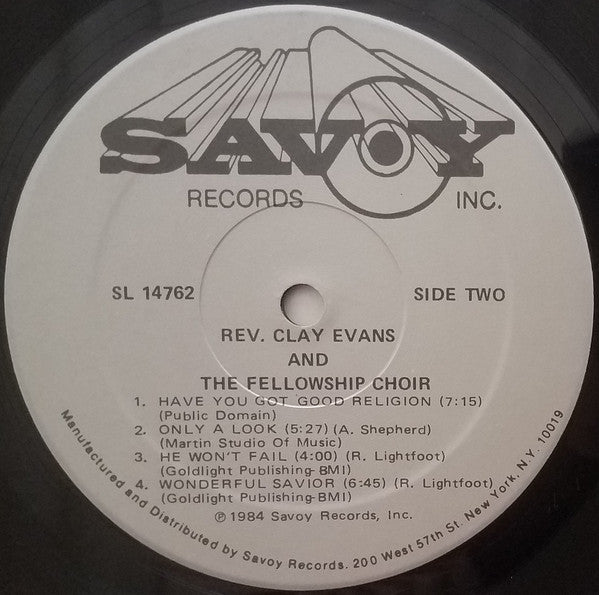 SAVOY
RECORDS INC.
SL 14762
SIDE TWO
REV. CLAY EVANS
AND
THE FELLOWSHIP CHOIR
1. HAVE YOU GOT GOOD RELIGION (7:15)
(Public Domain)
2. ONLY A LOOK (5:27) (A. Shepherd)
(Martin Studio Of Music)
3. HE WON'T FAIL (4:00) (R. Lightfoot)
(Goldlight Publishing-BMI)
4. WONDERFUL SAVIOR (6:45) (R. Lightfoot)
(Goldlight Publishing-BMI)
℗ 1984 Savoy Records, Inc.
Manufactured and Distributed by Savoy Records. 200 West 57th St. New York, N.Y. 10019